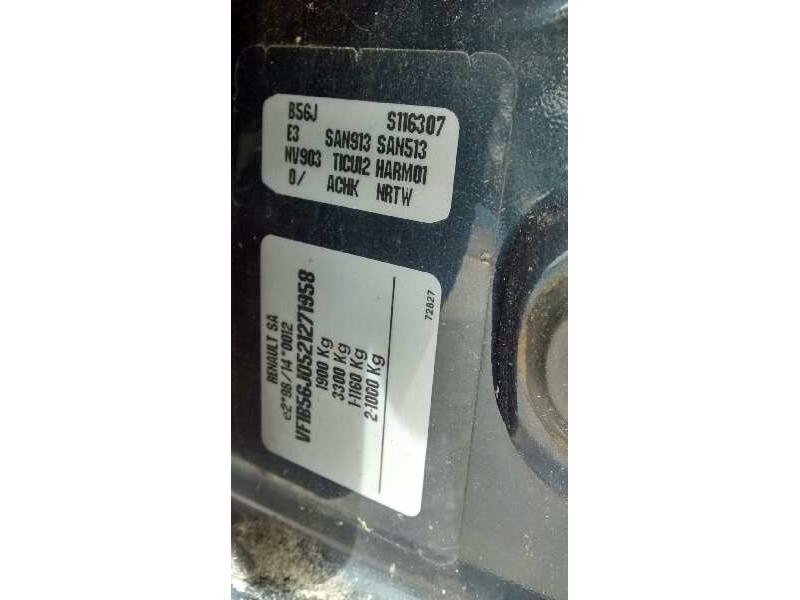 B56J S116307
E3 SAN913 SAN513
NV903 TICUI2 HARM01
0/ ACHK NRTW
RENAULT SA
e2*98/14*0012
VF1B56J0521271958
1900 Kg
3300 Kg
1-1160 Kg
2-1000 Kg
72827